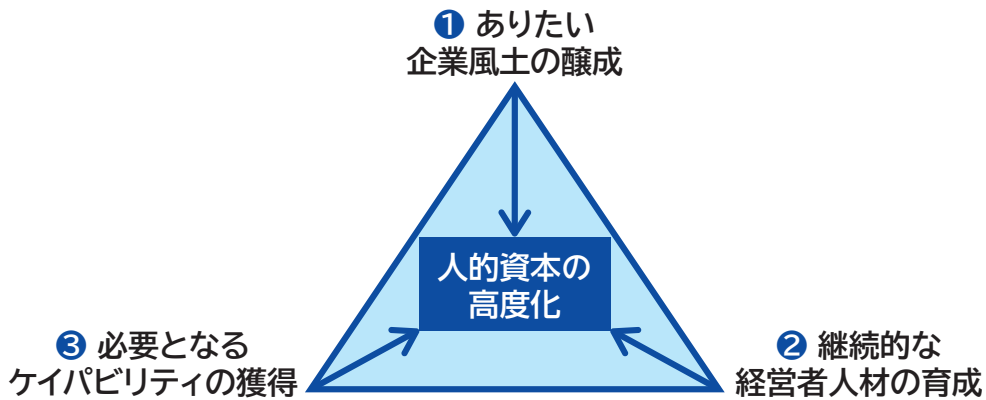 ❶ ありたい
企業風土の醸成
人的資本の
高度化
❸ 必要となる
ケイパビリティの獲得
❷ 継続的な
経営者人材の育成